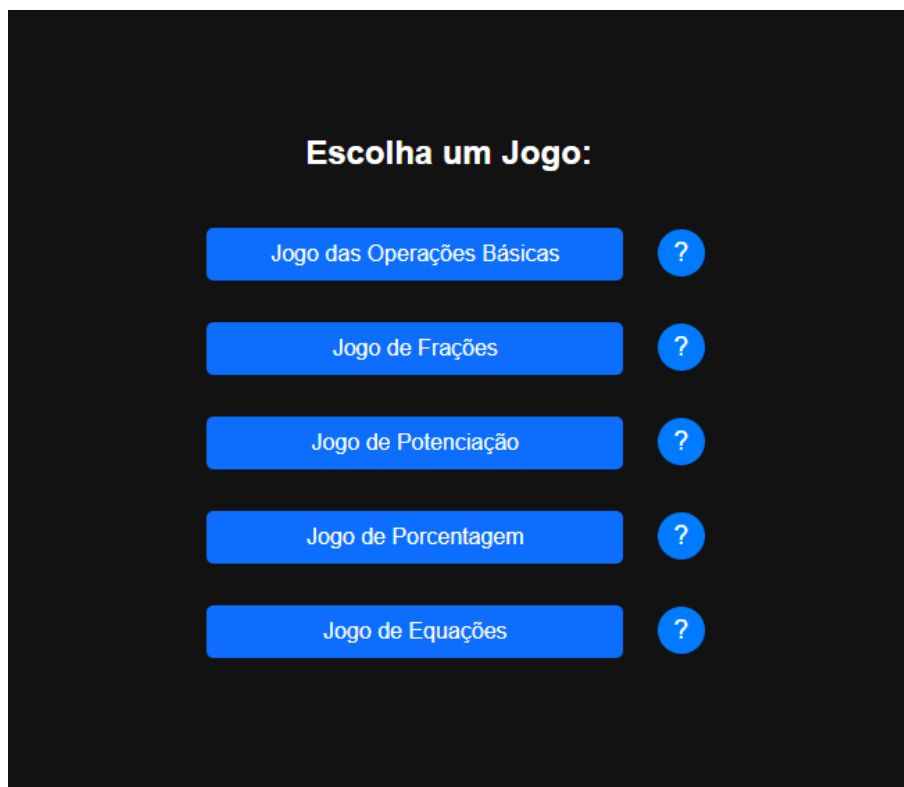 Escolha um Jogo:
Jogo das Operações Básicas ?
Jogo de Frações ?
Jogo de Potenciação ?
Jogo de Porcentagem ?
Jogo de Equações ?